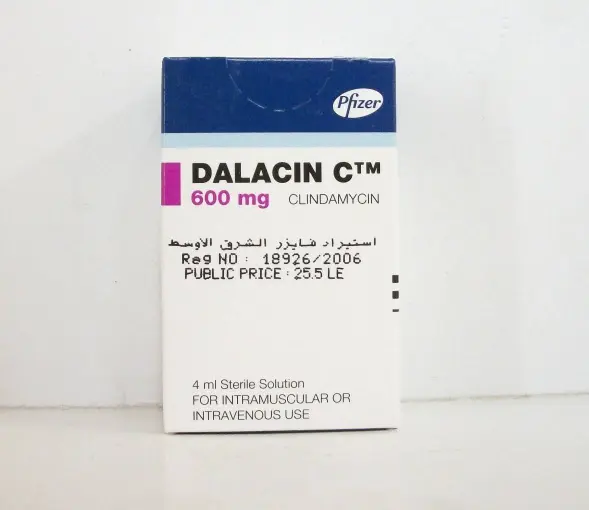 Pfizer
DALACIN C™
600 mg CLINDAMYCIN
استيراد فايزر الشرق الأوسط
Reg NO : 18926/2006
PUBLIC PRICE : 25.5 LE
4 ml Sterile Solution
FOR INTRAMUSCULAR OR
INTRAVENOUS USE